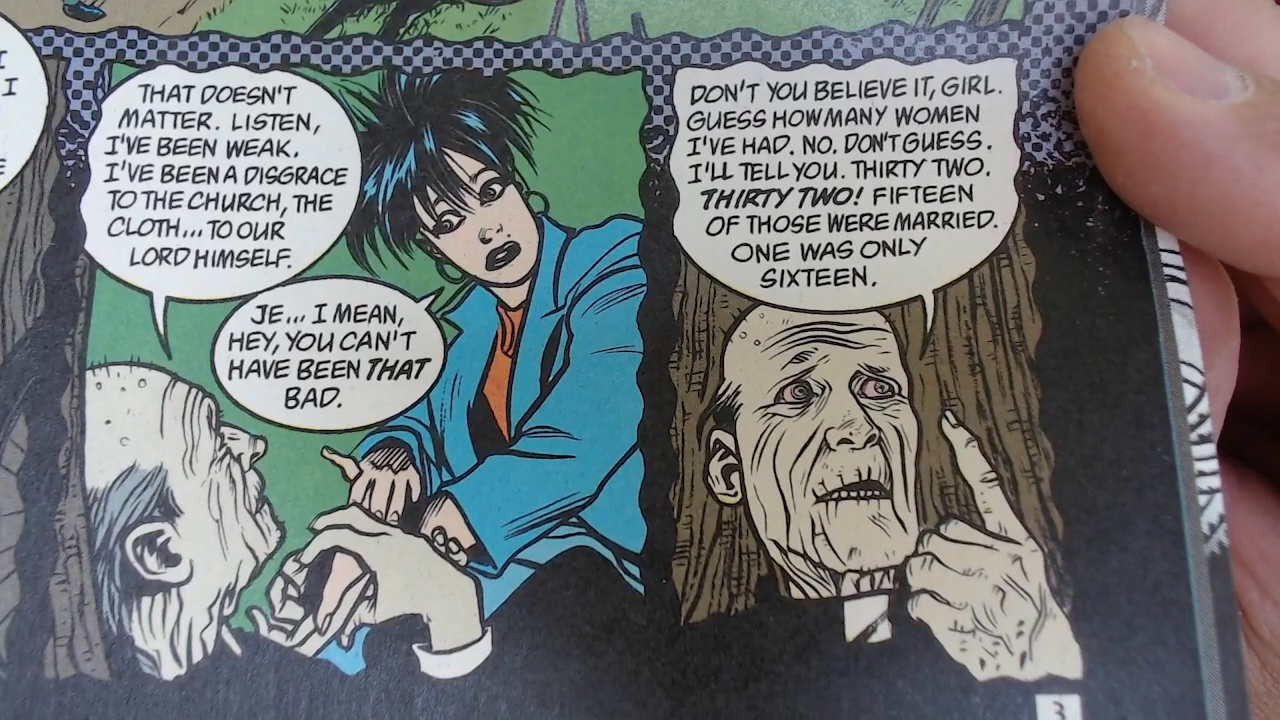 I
I
E
THAT DOESN'T
MATTER. LISTEN,
I'VE BEEN WEAK.
I'VE BEEN A DISGRACE
TO THE CHURCH, THE
CLOTH... TO OUR
LORD HIMSELF.
JE... I MEAN,
HEY, YOU CAN'T
HAVE BEEN THAT
BAD.
DON'T YOU BELIEVE IT, GIRL.
GUESS HOW MANY WOMEN
I'VE HAD. NO. DON'T GUESS.
I'LL TELL YOU. THIRTY TWO.
THIRTY TWO! FIFTEEN
OF THOSE WERE MARRIED.
ONE WAS ONLY
SIXTEEN.
3